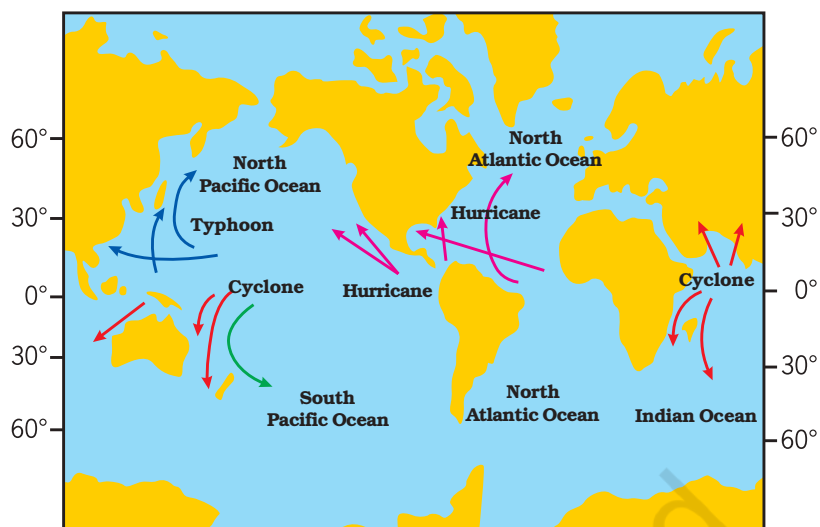 60°
30°
0°
30°
60°
North
Pacific Ocean
Typhoon
Cyclone
Hurricane
South
Pacific Ocean
North
Atlantic Ocean
Hurricane
North
Atlantic Ocean
Cyclone
Indian Ocean
60°
30°
0°
30°
60°